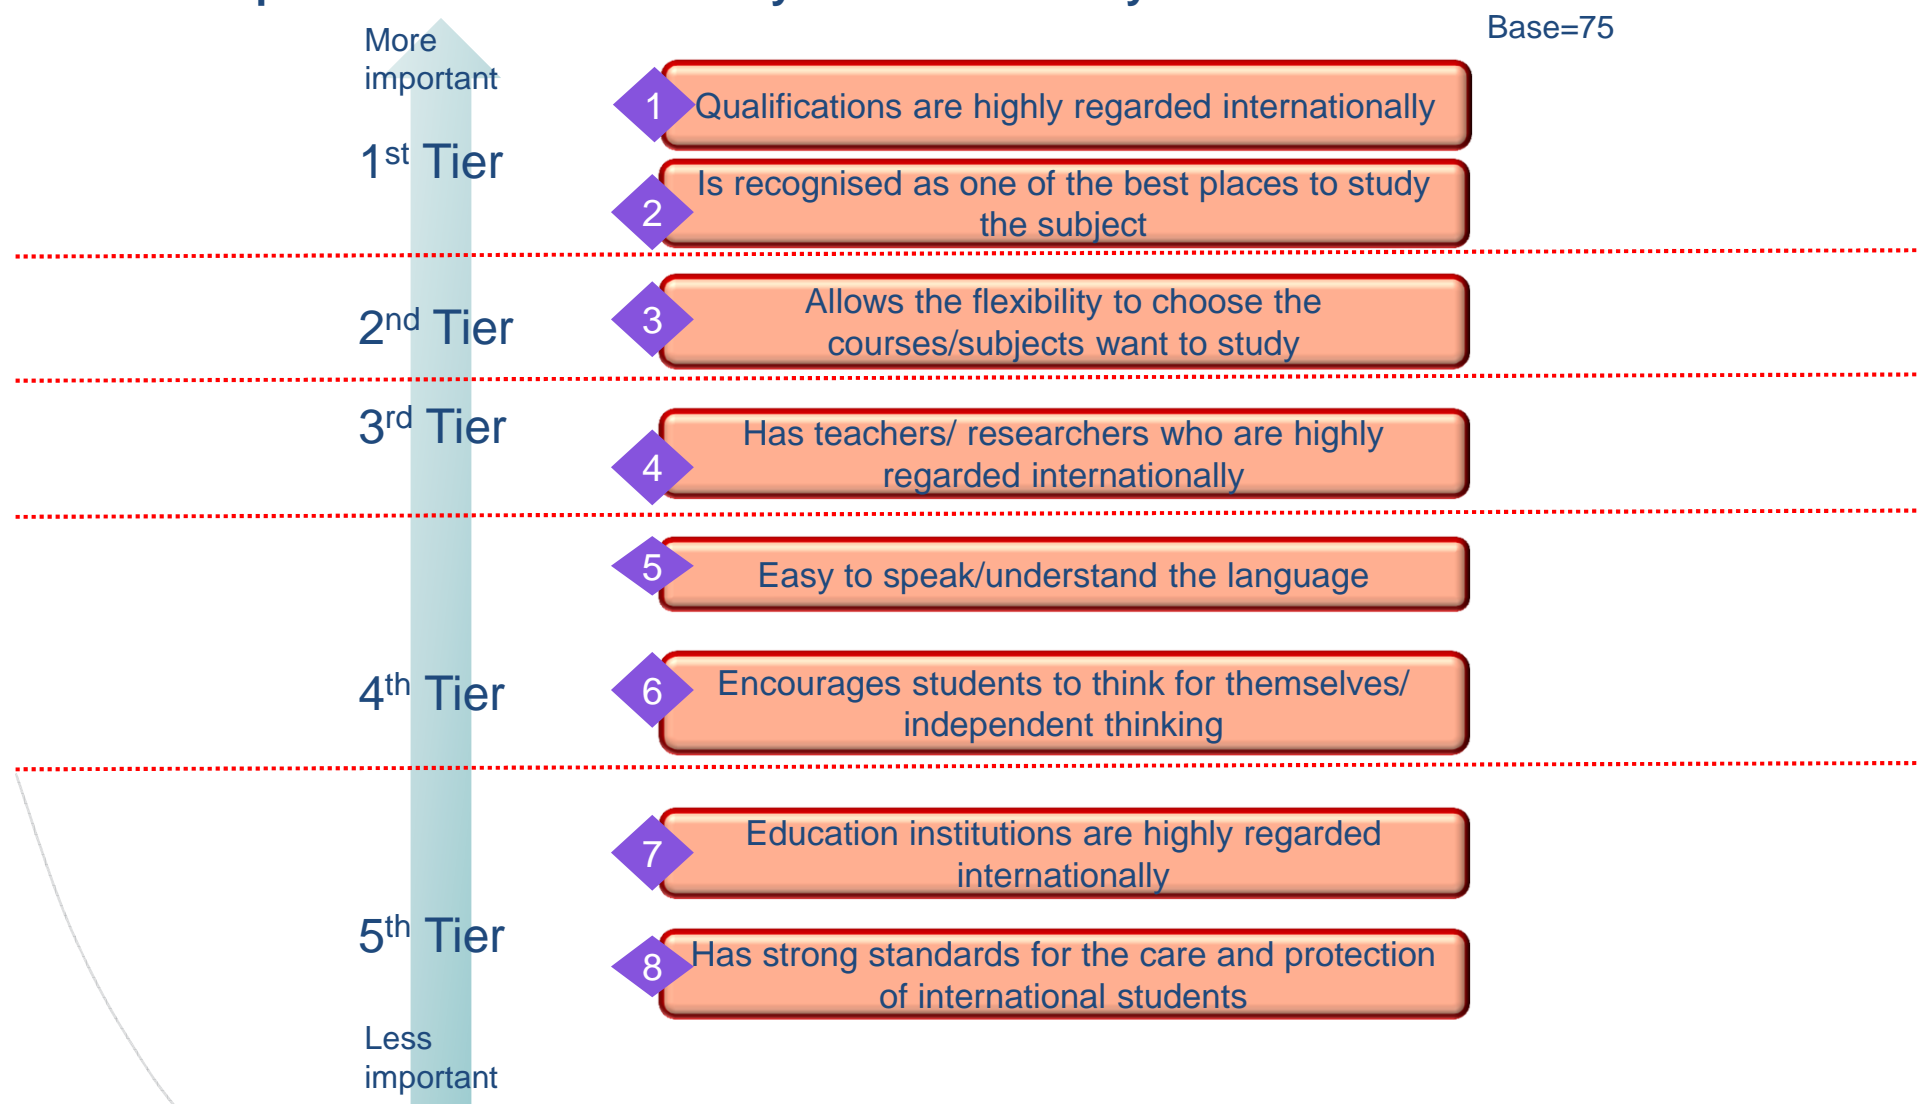 Base=75
More
important
1 Qualifications are highly regarded internationally
1st Tier
2 Is recognised as one of the best places to study
the subject
2nd Tier
3 Allows the flexibility to choose the
courses/subjects want to study
3rd Tier
4 Has teachers/ researchers who are highly
regarded internationally
5 Easy to speak/understand the language
4th Tier
6 Encourages students to think for themselves/
independent thinking
7 Education institutions are highly regarded
internationally
5th Tier
8 Has strong standards for the care and protection
of international students
Less
important